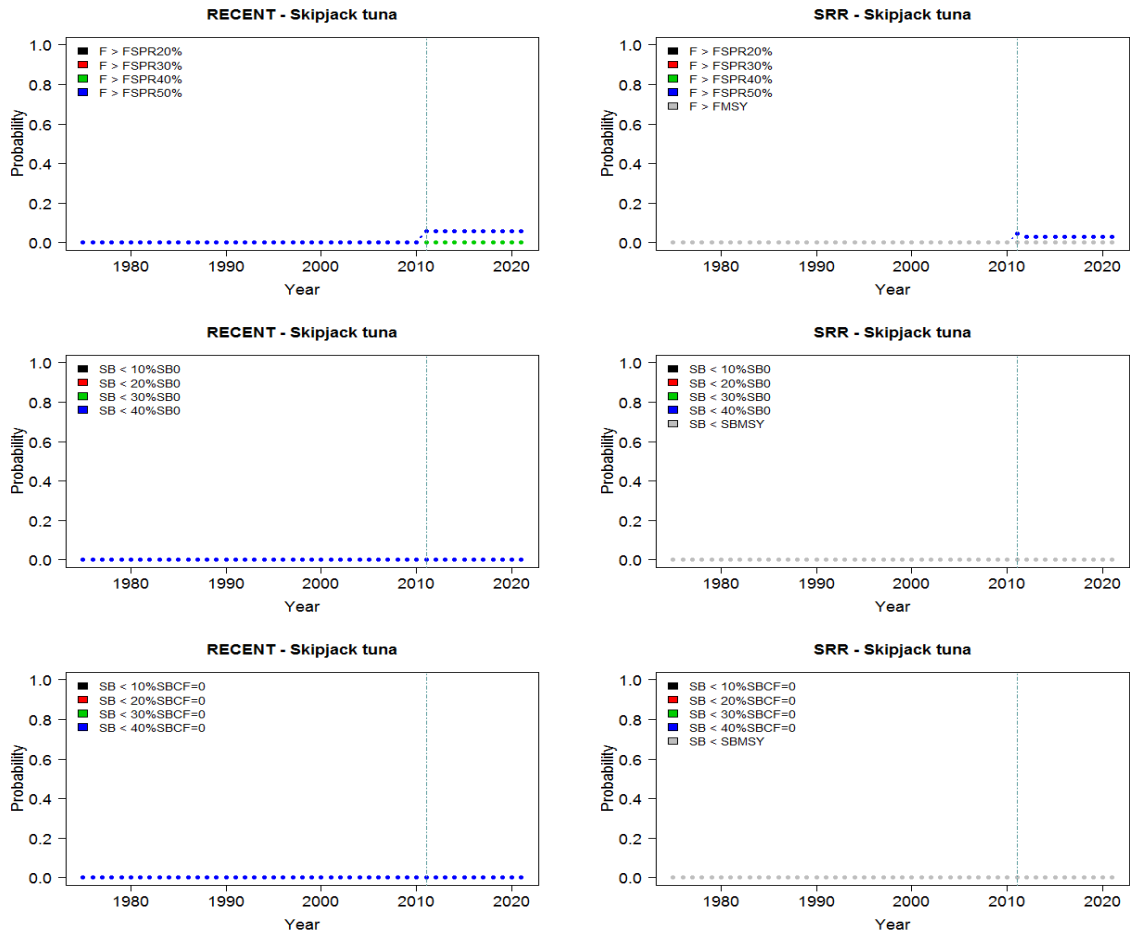 RECENT - Skipjack tuna
1.0
0.8
0.6
0.4
0.2
0.0
Probability
F > FSPR20%
F > FSPR30%
F > FSPR40%
F > FSPR50%
1980 1990 2000 2010 2020
Year
SRR - Skipjack tuna
1.0
0.8
0.6
0.4
0.2
0.0
Probability
F > FSPR20%
F > FSPR30%
F > FSPR40%
F > FSPR50%
F > FMSY
1980 1990 2000 2010 2020
Year
RECENT - Skipjack tuna
1.0
0.8
0.6
0.4
0.2
0.0
Probability
SB < 10%SB0
SB < 20%SB0
SB < 30%SB0
SB < 40%SB0
1980 1990 2000 2010 2020
Year
SRR - Skipjack tuna
1.0
0.8
0.6
0.4
0.2
0.0
Probability
SB < 10%SB0
SB < 20%SB0
SB < 30%SB0
SB < 40%SB0
SB < SBMSY
1980 1990 2000 2010 2020
Year
RECENT - Skipjack tuna
1.0
0.8
0.6
0.4
0.2
0.0
Probability
SB < 10%SBCF=0
SB < 20%SBCF=0
SB < 30%SBCF=0
SB < 40%SBCF=0
1980 1990 2000 2010 2020
Year
SRR - Skipjack tuna
1.0
0.8
0.6
0.4
0.2
0.0
Probability
SB < 10%SBCF=0
SB < 20%SBCF=0
SB < 30%SBCF=0
SB < 40%SBCF=0
SB < SBMSY
1980 1990 2000 2010 2020
Year